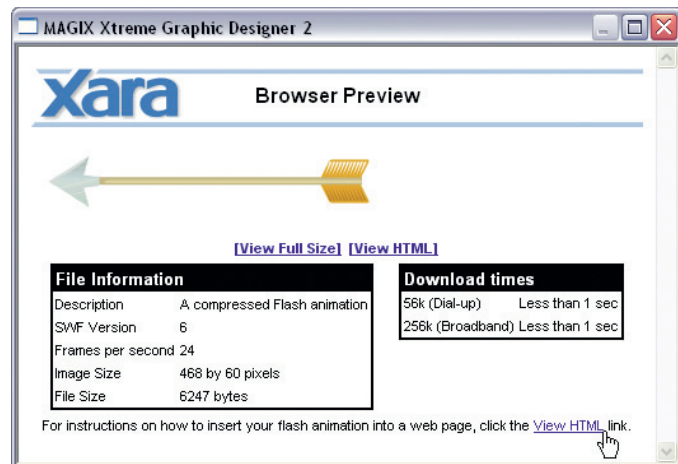 MAGIX Xtreme Graphic Designer 2
xara
Browser Preview
[View Full Size] [View HTML]
File Information
Description A compressed Flash animation
SWF Version 6
Frames per second 24
Image Size 468 by 60 pixels
File Size 6247 bytes
Download times
56k (Dial-up) Less than 1 sec
256k (Broadband) Less than 1 sec
For instructions on how to insert your flash animation into a web page, click the View HTML link.